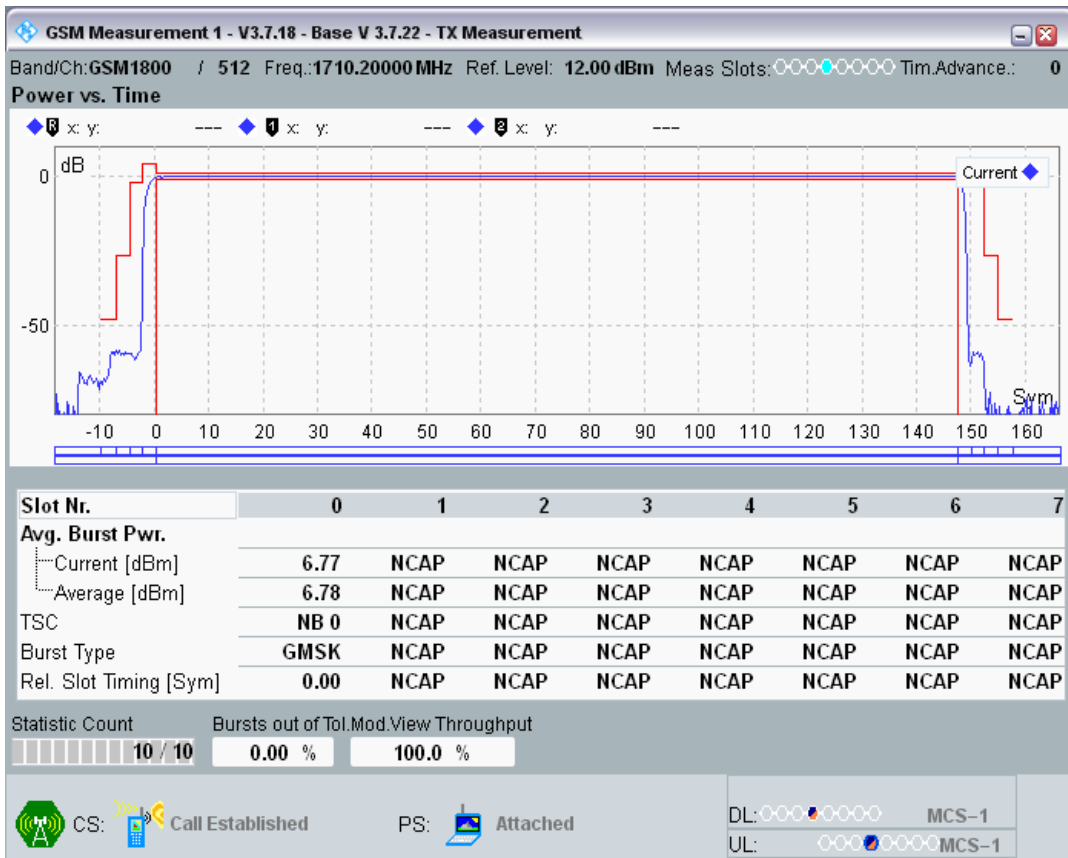 GSM Measurement 1 - V3.7.18 - Base V 3.7.22 - TX Measurement
Band/Ch:GSM1800 / 512 Freq.:1710.20000 MHz Ref. Level: 12.00 dBm Meas Slots: Tim.Advance.: 0
Power vs. Time
R x: y: --- 1 x: y: --- 2 x: y: ---
dB
0
Current
-50
Sym
-10 0 10 20 30 40 50 60 70 80 90 100 110 120 130 140 150 160
Slot Nr. 0 1 2 3 4 5 6 7
Avg. Burst Pwr.
Current [dBm] 6.77 NCAP NCAP NCAP NCAP NCAP NCAP NCAP
Average [dBm] 6.78 NCAP NCAP NCAP NCAP NCAP NCAP NCAP
TSC NB 0 NCAP NCAP NCAP NCAP NCAP NCAP NCAP
Burst Type GMSK NCAP NCAP NCAP NCAP NCAP NCAP NCAP
Rel. Slot Timing [Sym] 0.00 NCAP NCAP NCAP NCAP NCAP NCAP NCAP
Statistic Count Bursts out of Tol.Mod.View Throughput
10 / 10 0.00 % 100.0 %
CS: Call Established PS: Attached
DL: MCS-1
UL: MCS-1